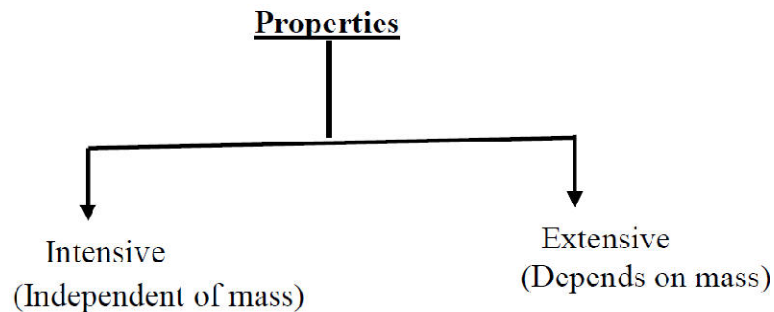 Properties
Intensive
(Independent of mass)
Extensive
(Depends on mass)